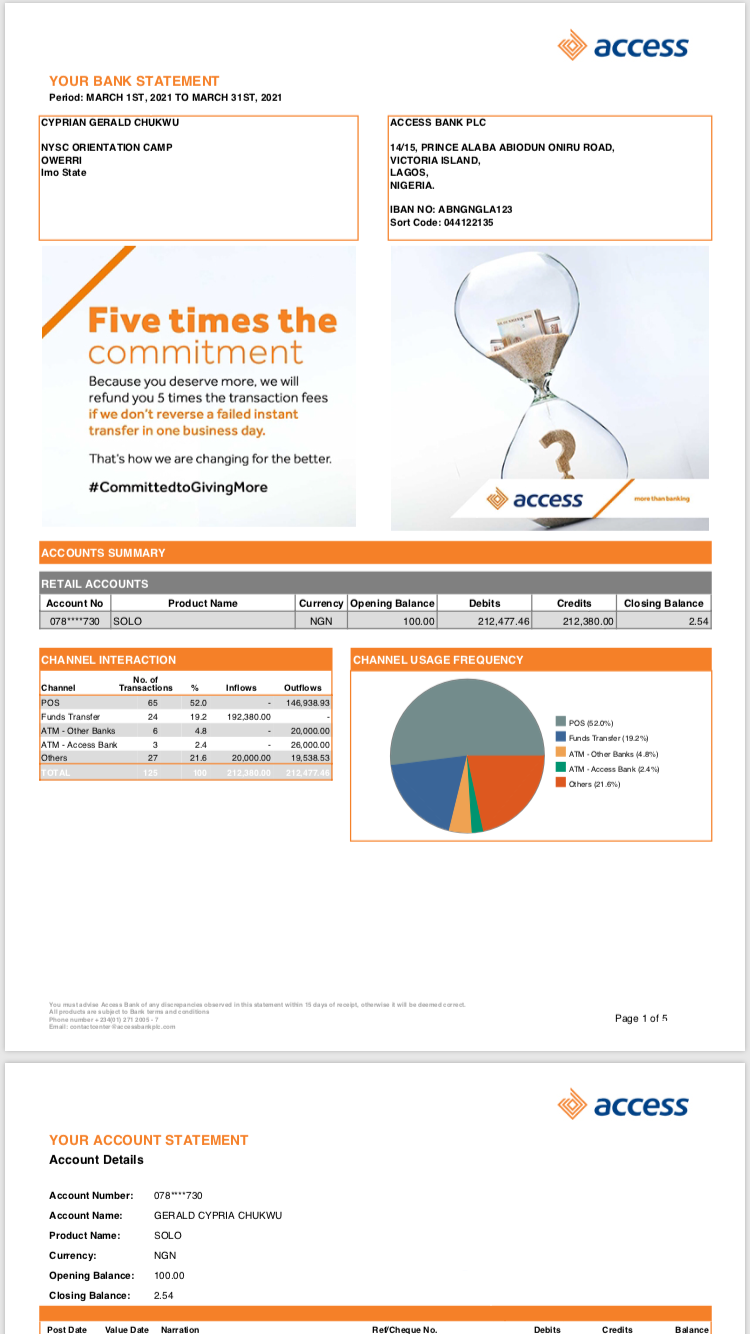 access
YOUR BANK STATEMENT
Period: MARCH 1ST, 2021 TO MARCH 31ST, 2021
CYPRIAN GERALD CHUKWU
NYSC ORIENTATION CAMP
OWERRI
Imo State
ACCESS BANK PLC
14/15, PRINCE ALABA ABIODUN ONIRU ROAD,
VICTORIA ISLAND,
LAGOS,
NIGERIA.
IBAN NO: ABNGNGLA123
Sort Code: 044122135
Five times the
commitment
Because you deserve more, we will
refund you 5 times the transaction fees
if we don't reverse a failed instant
transfer in one business day.
That's how we are changing for the better.
#CommittedtoGivingMore
access more than banking
ACCOUNTS SUMMARY
RETAIL ACCOUNTS
Account No Product Name Currency Opening Balance Debits Credits Closing Balance
078****730 SOLO NGN 100.00 212,477.46 212,380.00 2.54
CHANNEL INTERACTION
Channel No. of Transactions % Inflows Outflows
POS 65 52.0 - 146,938.93
Funds Transfer 24 19.2 192,380.00 -
ATM - Other Banks 6 4.8 - 20,000.00
ATM - Access Bank 3 2.4 - 26,000.00
Others 27 21.6 20,000.00 19,538.53
TOTAL 125 100 212,380.00 212,477.46
CHANNEL USAGE FREQUENCY
POS (52.0%)
Funds Transfer (19.2%)
ATM - Other Banks (4.8%)
ATM - Access Bank (2.4%)
Others (21.6%)
You must advise Access Bank of any discrepancies observed in this statement within 15 days of receipt, otherwise it will be deemed correct.
All products are subject to Bank terms and conditions
Phone number + 234(01) 271 2005 - 7
Email: contactcenter@accessbankplc.com
Page 1 of 5
access
YOUR ACCOUNT STATEMENT
Account Details
Account Number: 078****730
Account Name: GERALD CYPRIA CHUKWU
Product Name: SOLO
Currency: NGN
Opening Balance: 100.00
Closing Balance: 2.54
Post Date Value Date Narration Ref/Cheque No. Debits Credits Balance